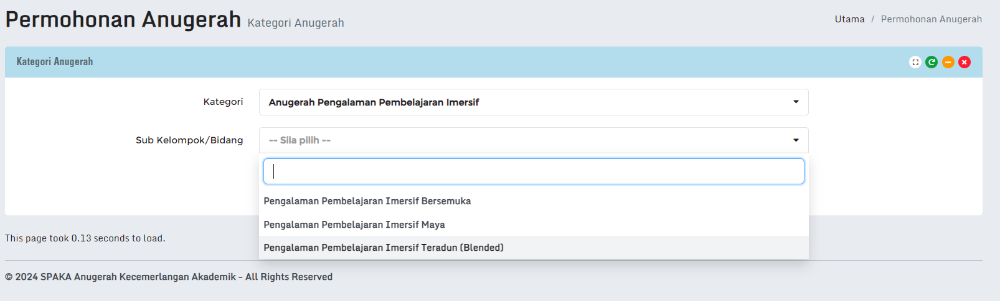 Permohonan Anugerah Kategori Anugerah
Utama / Permohonan Anugerah
Kategori Anugerah
Kategori
Anugerah Pengalaman Pembelajaran Imersif
Sub Kelompok/Bidang
-- Sila pilih --
Pengalaman Pembelajaran Imersif Bersemuka
Pengalaman Pembelajaran Imersif Maya
Pengalaman Pembelajaran Imersif Teradun (Blended)
This page took 0.13 seconds to load.
© 2024 SPAKA Anugerah Kecemerlangan Akademik - All Rights Reserved